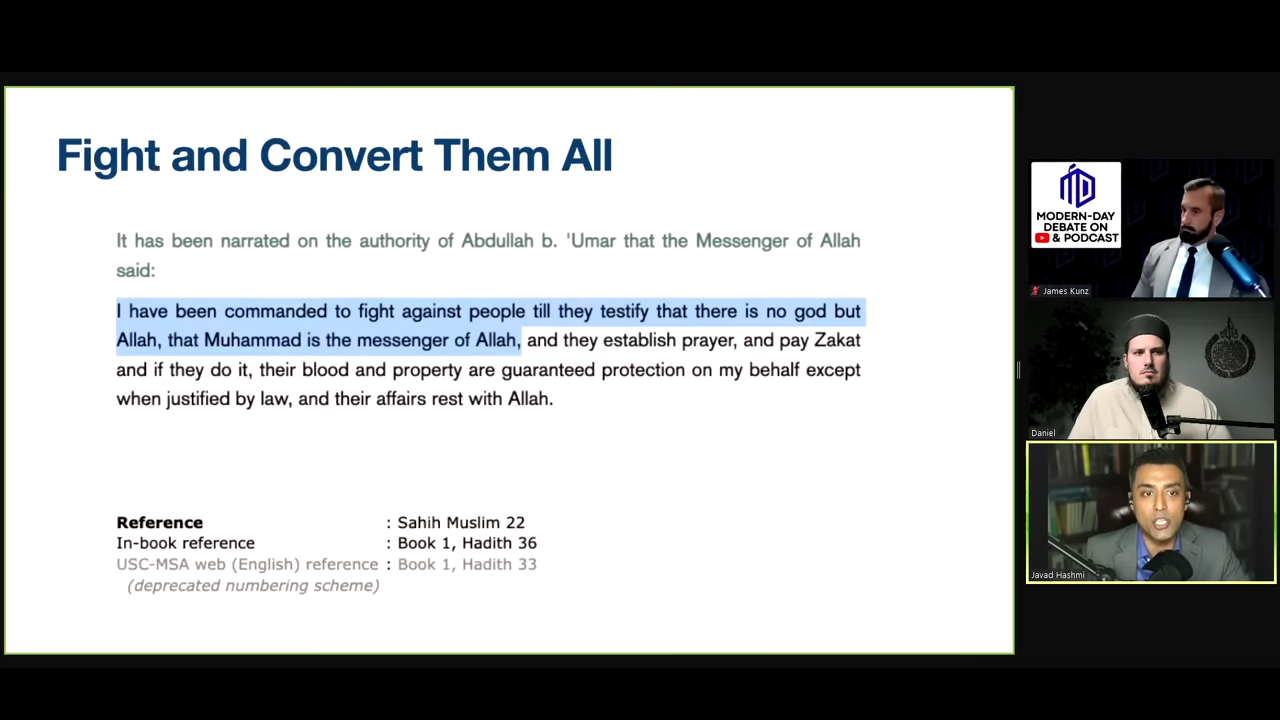 Fight and Convert Them All
It has been narrated on the authority of Abdullah b. 'Umar that the Messenger of Allah
said:
I have been commanded to fight against people till they testify that there is no god but
Allah, that Muhammad is the messenger of Allah, and they establish prayer, and pay Zakat
and if they do it, their blood and property are guaranteed protection on my behalf except
when justified by law, and their affairs rest with Allah.
Reference : Sahih Muslim 22
In-book reference : Book 1, Hadith 36
USC-MSA web (English) reference : Book 1, Hadith 33
(deprecated numbering scheme)
MODERN-DAY
DEBATE ON
& PODCAST
James Kunz
Daniel
Javad Hashmi